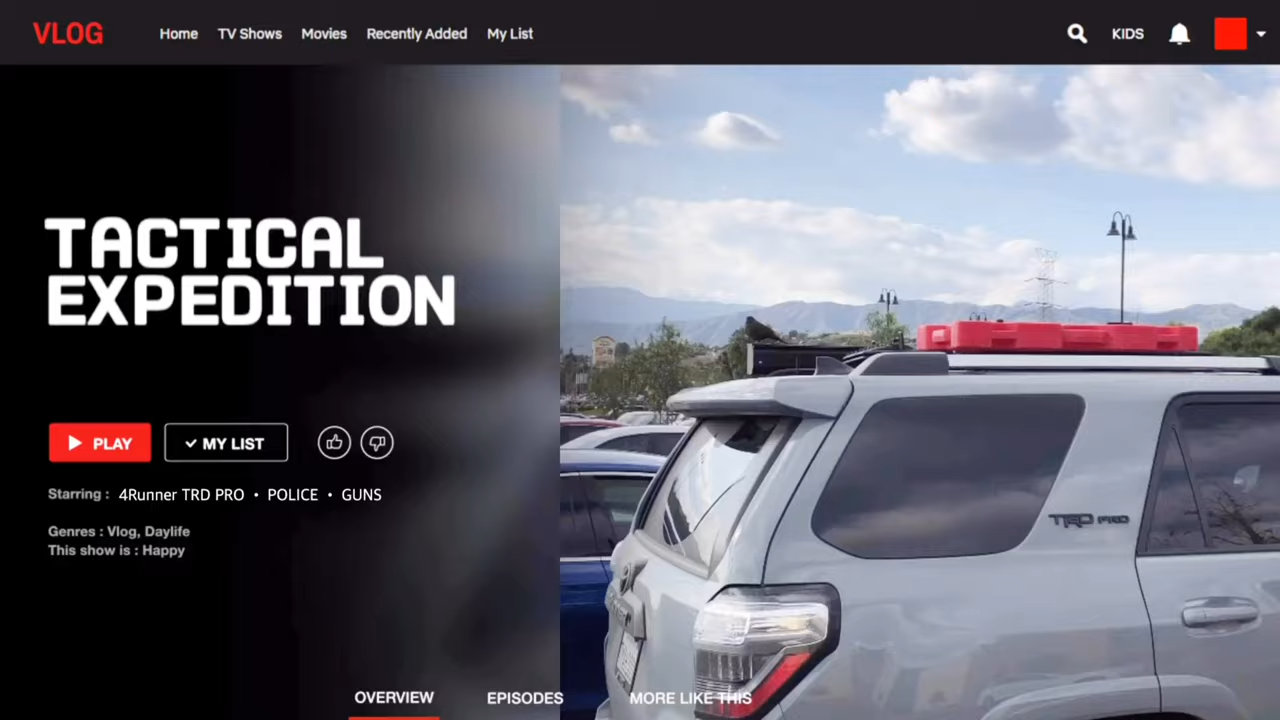 VLOG Home TV Shows Movies Recently Added My List KIDS
TACTICAL
EXPEDITION
PLAY MY LIST
Starring : 4Runner TRD PRO • POLICE • GUNS
Genres : Vlog, Daylife
This show is : Happy
TRD PRO
OVERVIEW EPISODES MORE LIKE THIS